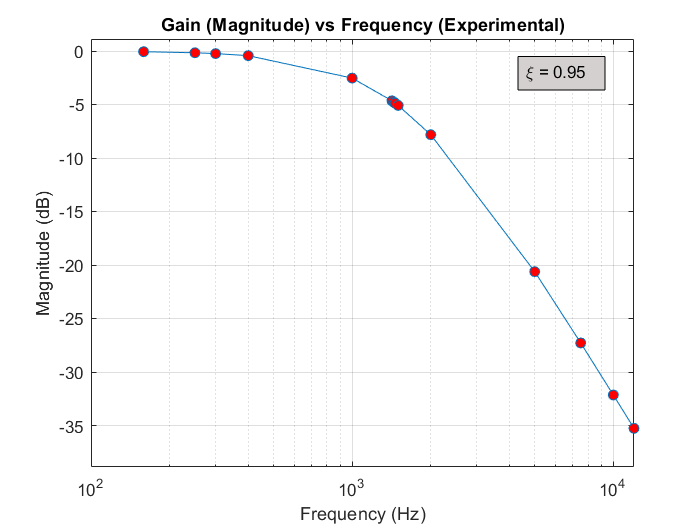 Gain (Magnitude) vs Frequency (Experimental)
ξ = 0.95
0
-5
-10
-15
-20
-25
-30
-35
Magnitude (dB)
10²
10³
10⁴
Frequency (Hz)